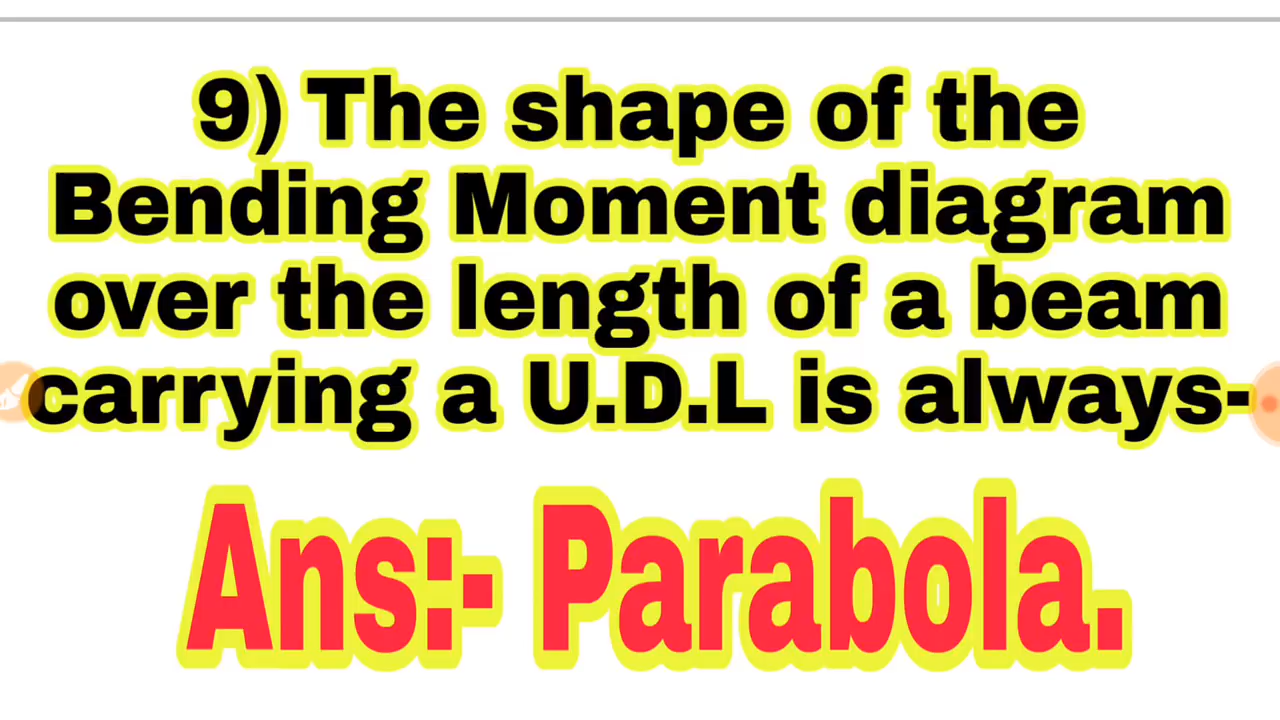 9) The shape of the
Bending Moment diagram
over the length of a beam
carrying a U.D.L is always-
Ans:- Parabola.